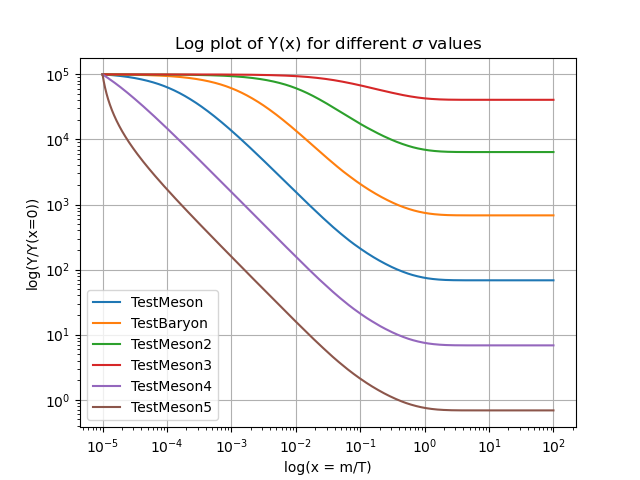 Log plot of Y(x) for different σ values
log(Y/Y(x=0))
10⁵
10⁴
10³
10²
10¹
10⁰
TestMeson
TestBaryon
TestMeson2
TestMeson3
TestMeson4
TestMeson5
10⁻⁵ 10⁻⁴ 10⁻³ 10⁻² 10⁻¹ 10⁰ 10¹ 10²
log(x = m/T)